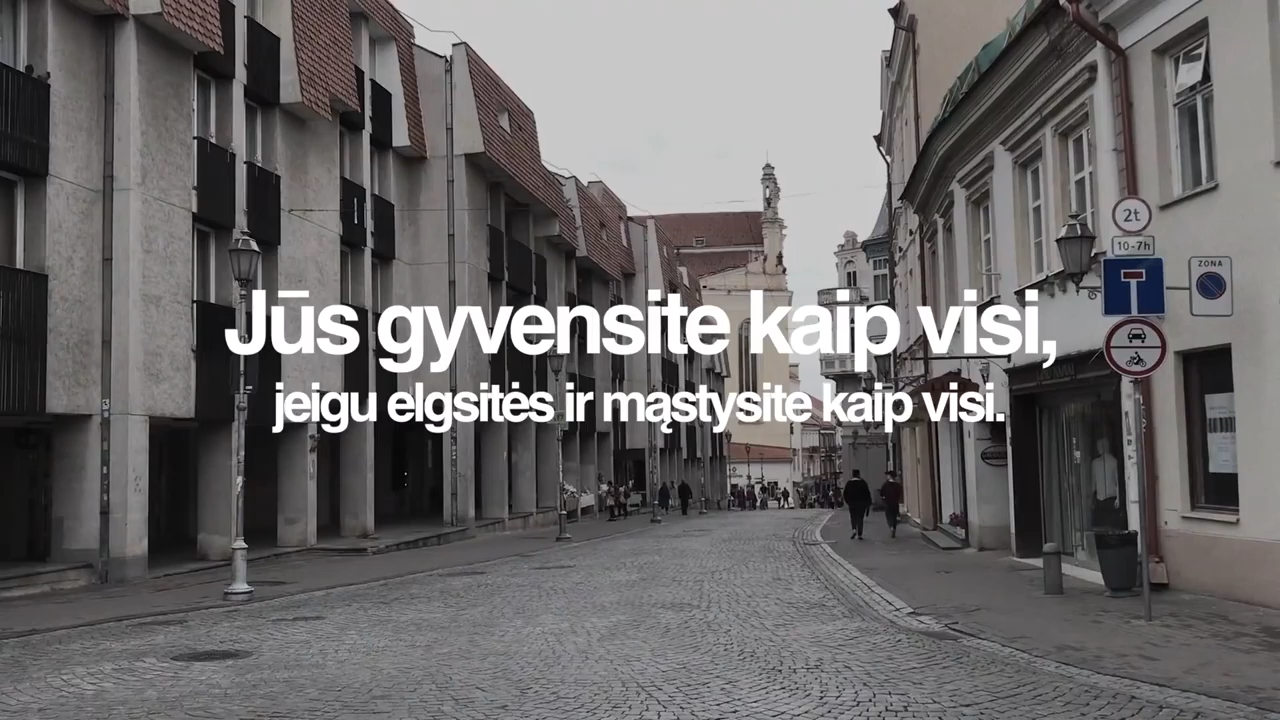 Jūs gyvensite kaip visi,
jeigu elgsitės ir mąstysite kaip visi.
2t
10-7h
ZONA